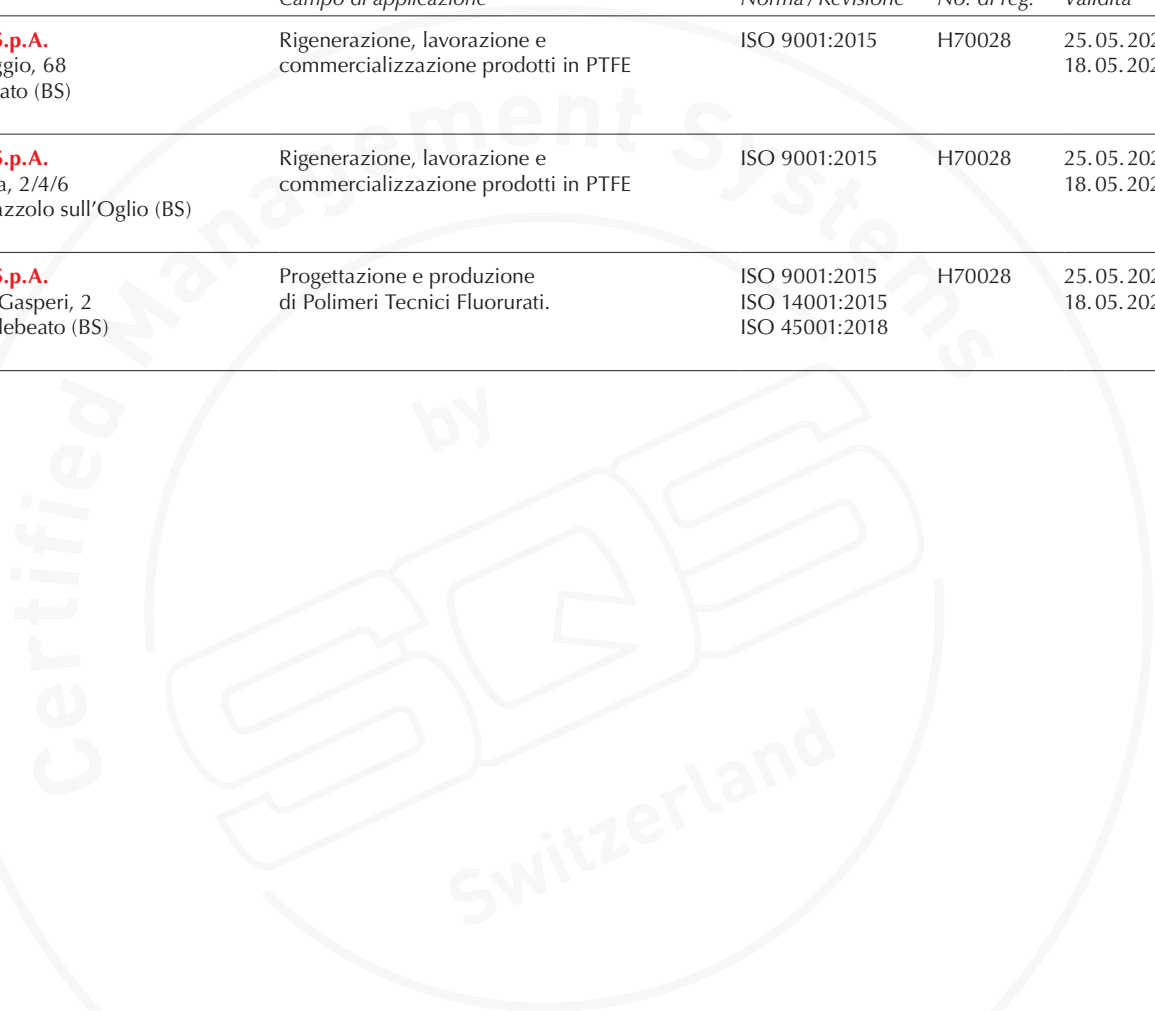 Campo di applicazione Norma / Revisione No. di reg. Validità
S.p.A. Rigenerazione, lavorazione e ISO 9001:2015 H70028 25.05.202
ggio, 68 commercializzazione prodotti in PTFE 18.05.202
ato (BS)
S.p.A. Rigenerazione, lavorazione e ISO 9001:2015 H70028 25.05.202
a, 2/4/6 commercializzazione prodotti in PTFE 18.05.202
azzolo sull’Oglio (BS)
S.p.A. Progettazione e produzione ISO 9001:2015 H70028 25.05.202
Gasperi, 2 di Polimeri Tecnici Fluorurati. ISO 14001:2015 18.05.202
lebeato (BS) ISO 45001:2018
Certified Management Systems
by
SQS
Switzerland